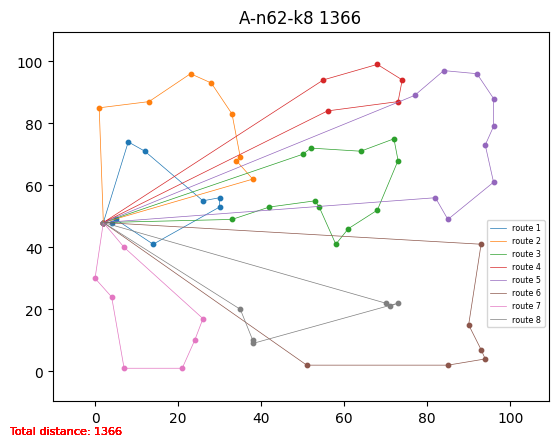 A-n62-k8 1366
100
80
60
40
20
0
0 20 40 60 80 100
route 1
route 2
route 3
route 4
route 5
route 6
route 7
route 8
Total distance: 1366